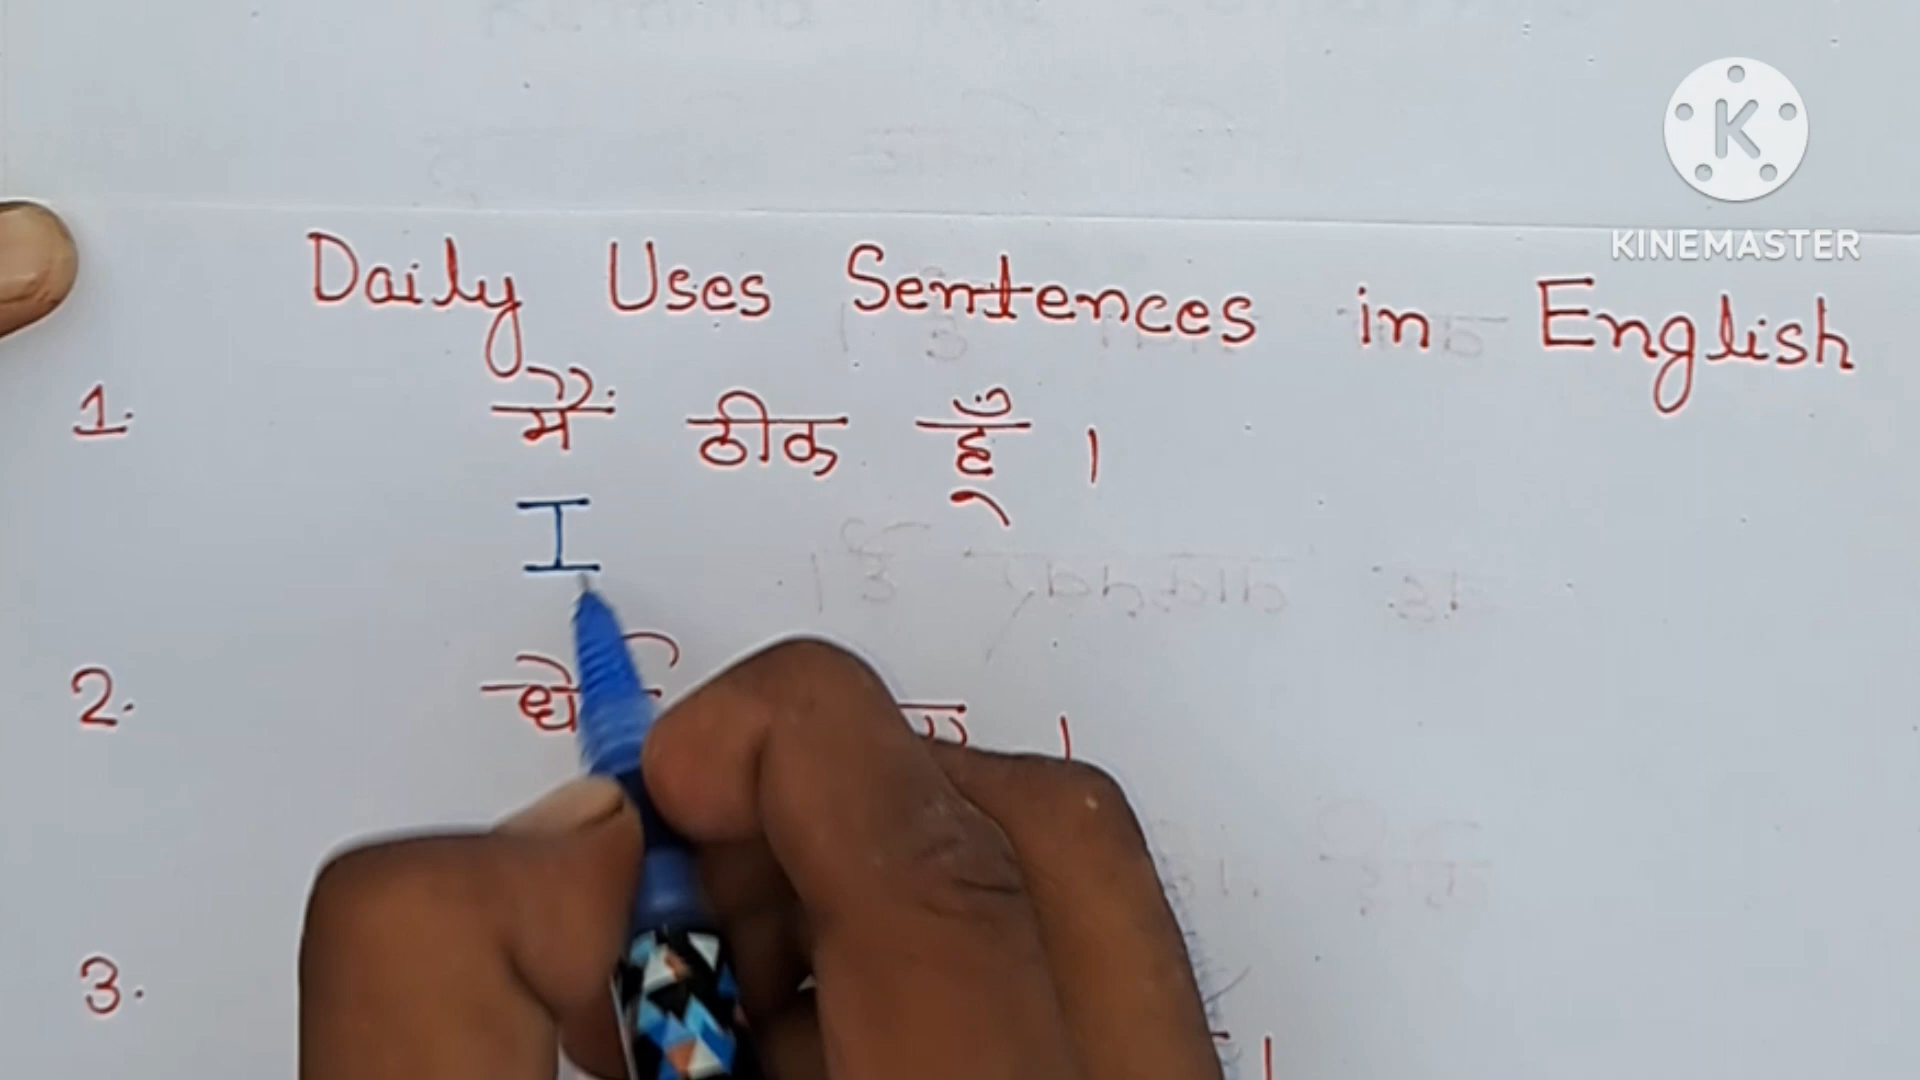 KINEMASTER
Daily Uses Sentences in English
1. मैं ठीक हूँ ।
I
2. ।
3. ।